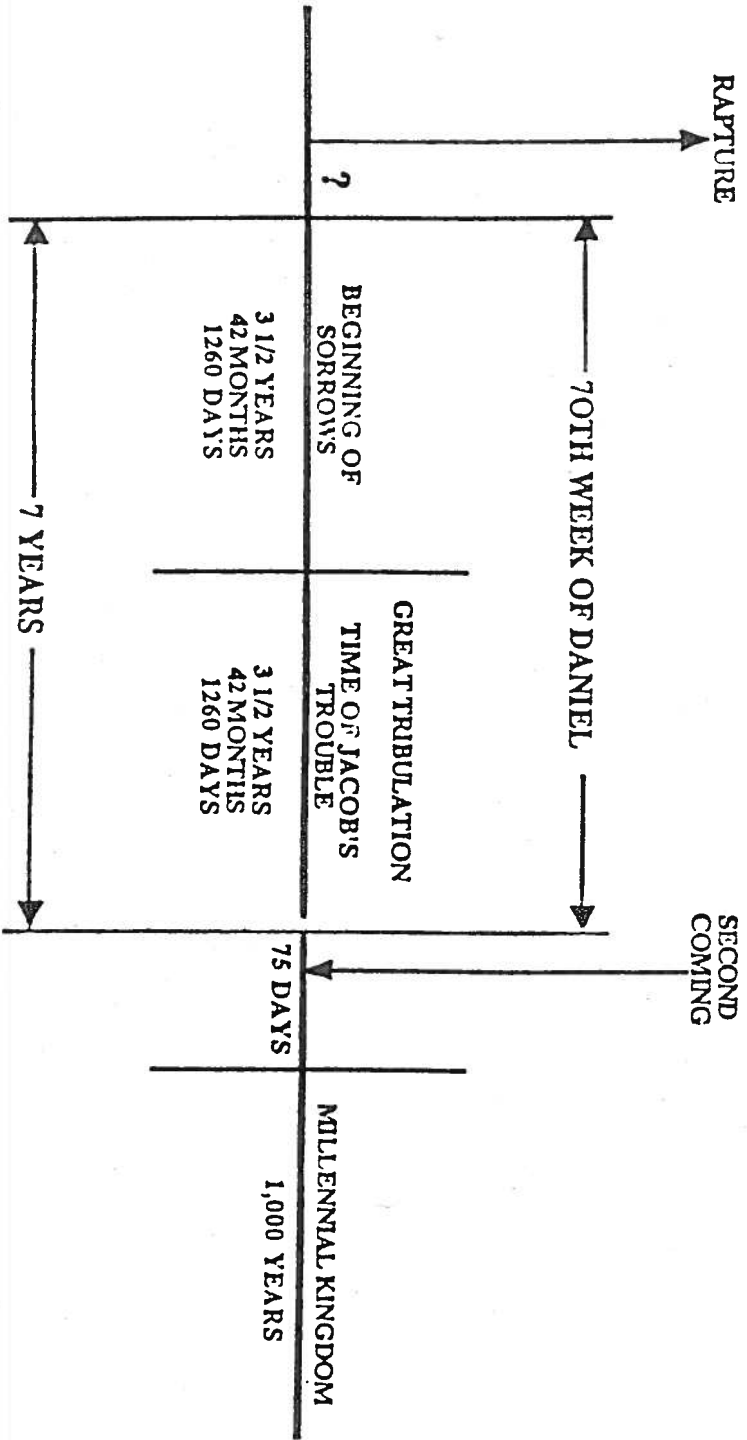 RAPTURE
SECOND
COMING
70TH WEEK OF DANIEL
?
BEGINNING OF
SORROWS
3 1/2 YEARS
42 MONTHS
1260 DAYS
GREAT TRIBULATION
TIME OF JACOB'S
TROUBLE
3 1/2 YEARS
42 MONTHS
1260 DAYS
75 DAYS
MILLENNIAL KINGDOM
1,000 YEARS
7 YEARS